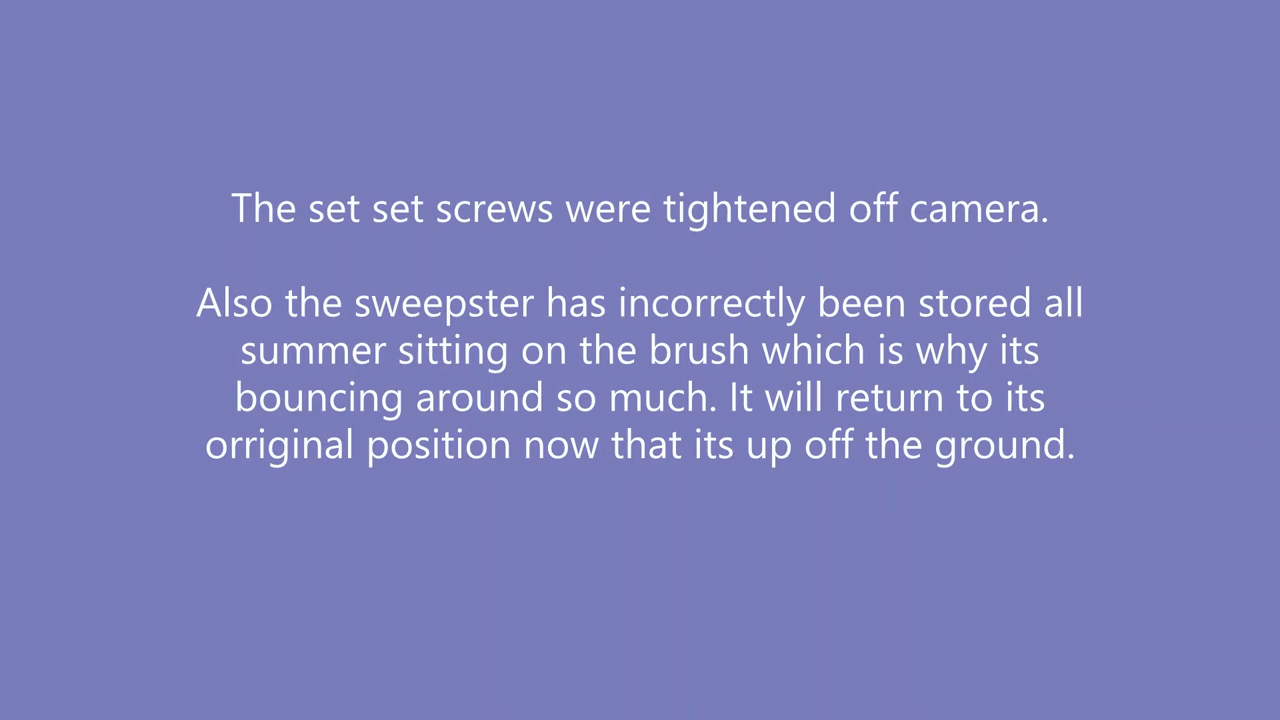 The set set screws were tightened off camera.
Also the sweepster has incorrectly been stored all
summer sitting on the brush which is why its
bouncing around so much. It will return to its
orriginal position now that its up off the ground.